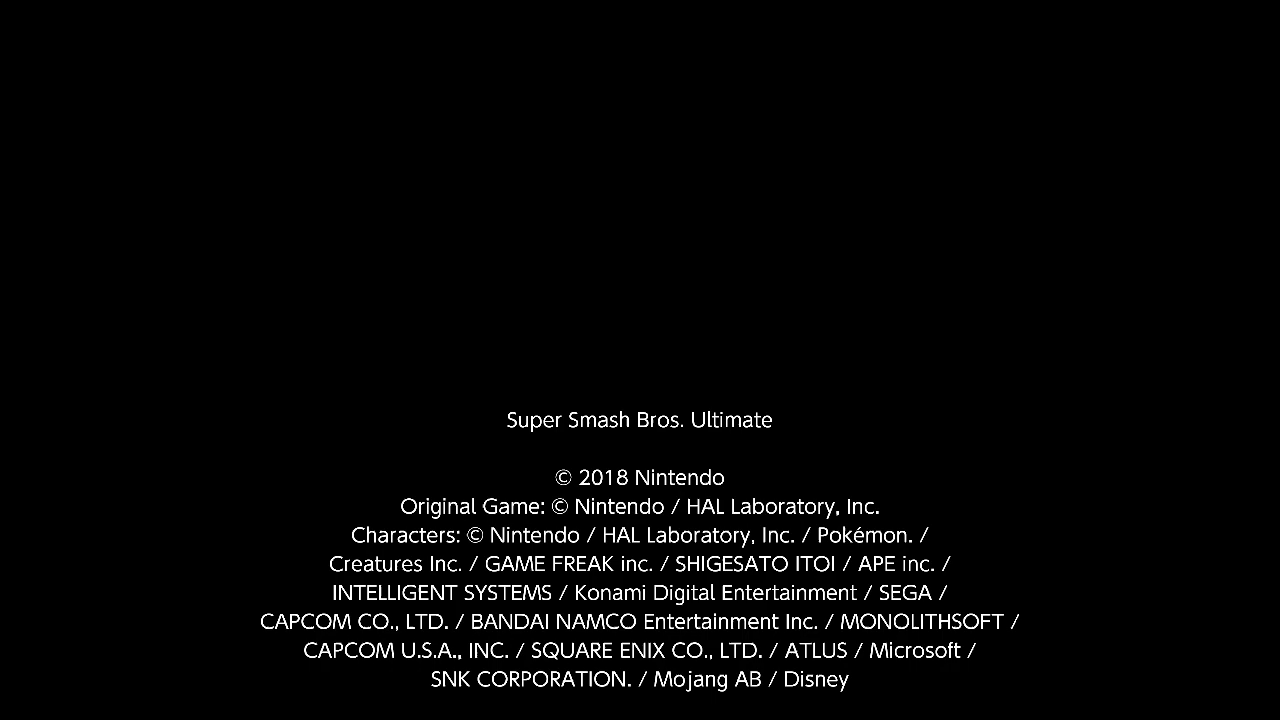 Super Smash Bros. Ultimate
© 2018 Nintendo
Original Game: © Nintendo / HAL Laboratory, Inc.
Characters: © Nintendo / HAL Laboratory, Inc. / Pokémon. /
Creatures Inc. / GAME FREAK inc. / SHIGESATO ITOI / APE inc. /
INTELLIGENT SYSTEMS / Konami Digital Entertainment / SEGA /
CAPCOM CO., LTD. / BANDAI NAMCO Entertainment Inc. / MONOLITHSOFT /
CAPCOM U.S.A., INC. / SQUARE ENIX CO., LTD. / ATLUS / Microsoft /
SNK CORPORATION. / Mojang AB / Disney